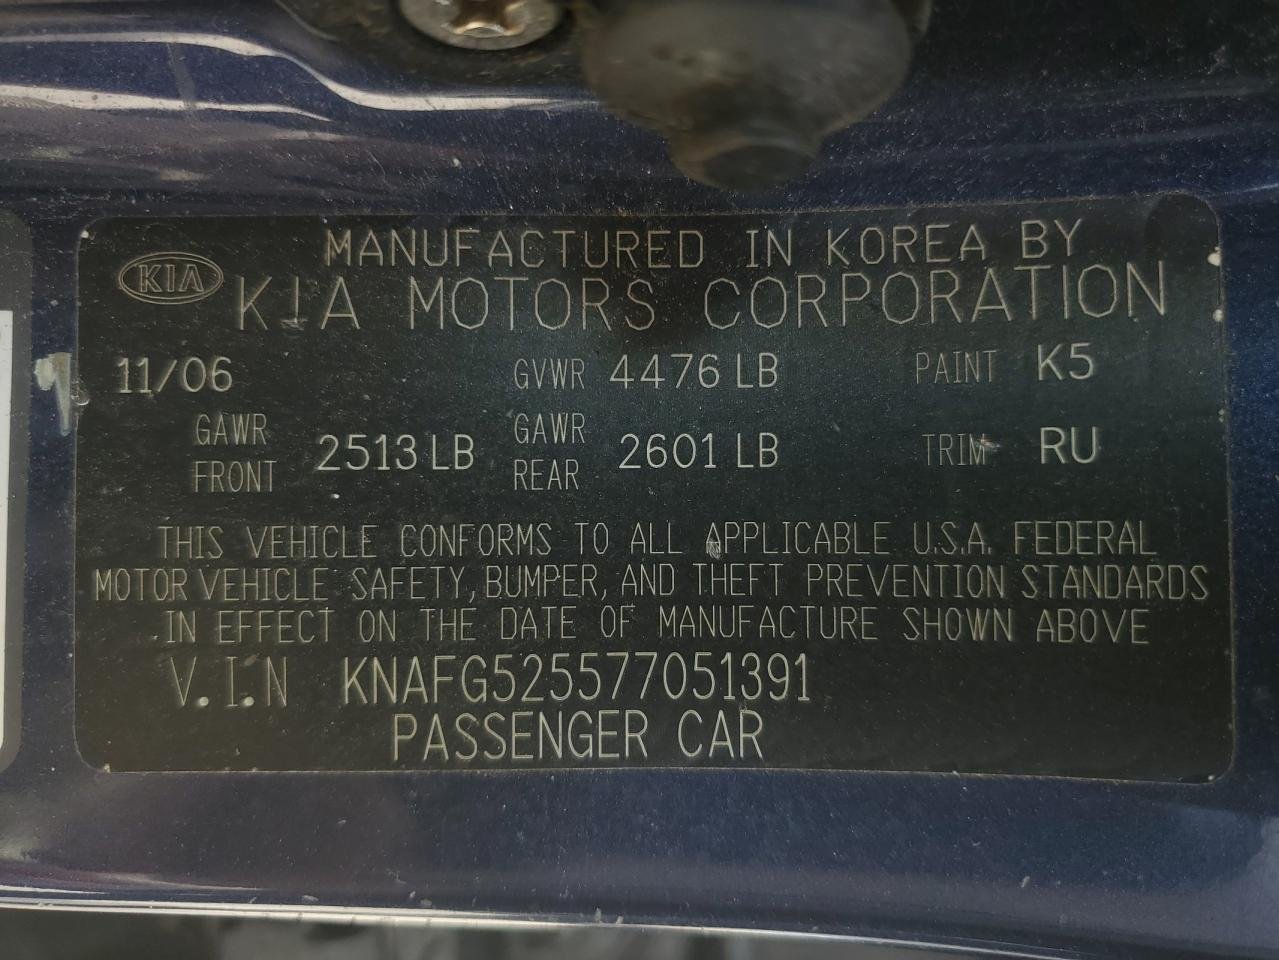 MANUFACTURED IN KOREA BY
KIA KIA MOTORS CORPORATION
11/06 GVWR 4476 LB PAINT K5
GAWR FRONT 2513 LB GAWR REAR 2601 LB TRIM RU
THIS VEHICLE CONFORMS TO ALL APPLICABLE U.S.A. FEDERAL
MOTOR VEHICLE SAFETY, BUMPER, AND THEFT PREVENTION STANDARDS
IN EFFECT ON THE DATE OF MANUFACTURE SHOWN ABOVE
V.I.N KNAFG525577051391
PASSENGER CAR